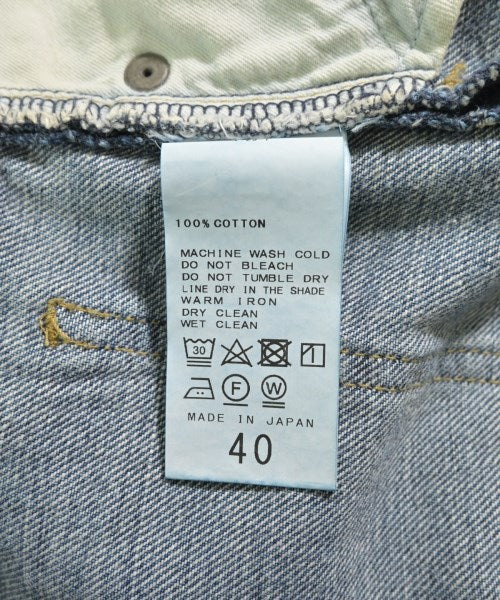 100% COTTON
MACHINE WASH COLD
DO NOT BLEACH
DO NOT TUMBLE DRY
LINE DRY IN THE SHADE
WARM IRON
DRY CLEAN
WET CLEAN
30
F W
MADE IN JAPAN
40